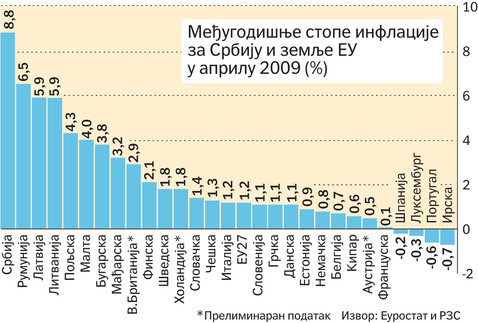 Међугодишње стопе инфлације
за Србију и земље ЕУ
у априлу 2009 (%)
10
8
6
4
2
0
-2
8,8
6,5
5,9
5,9
4,3
4,0
3,8
3,2
2,9
2,1
1,8
1,8
1,4
1,3
1,2
1,2
1,1
1,1
1,1
0,9
0,8
0,7
0,6
0,5
0,1
-0,2
-0,3
-0,6
-0,7
Србија
Румунија
Латвија
Литванија
Пољска
Малта
Бугарска
Мађарска
В.Британија*
Финска
Шведска
Холандија*
Словачка
Чешка
Италија
ЕУ27
Словенија
Грчка
Данска
Естонија
Немачка
Белгија
Кипар
Аустрија*
Француска
Шпанија
Луксембург
Португал
Ирска
*Прелиминаран податак Извор: Еуростат и РЗС